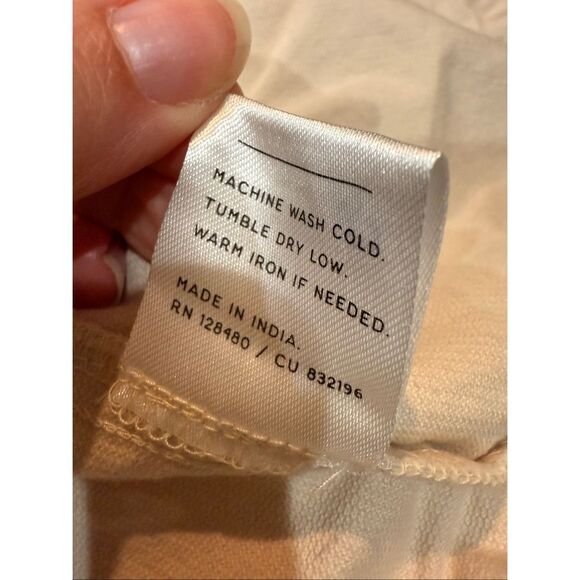 MACHINE WASH COLD.
TUMBLE DRY LOW.
WARM IRON IF NEEDED.
MADE IN INDIA.
RN 128480 / CU 832196